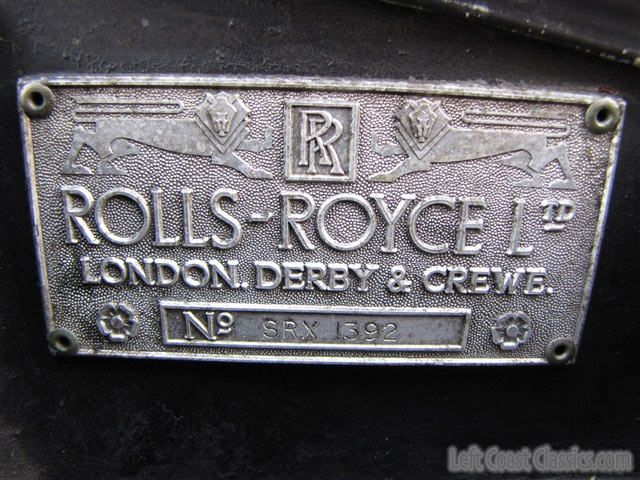 RR
ROLLS-ROYCE LTD
LONDON. DERBY & CREWE.
No SRX 1392
Left Coast Classics.com